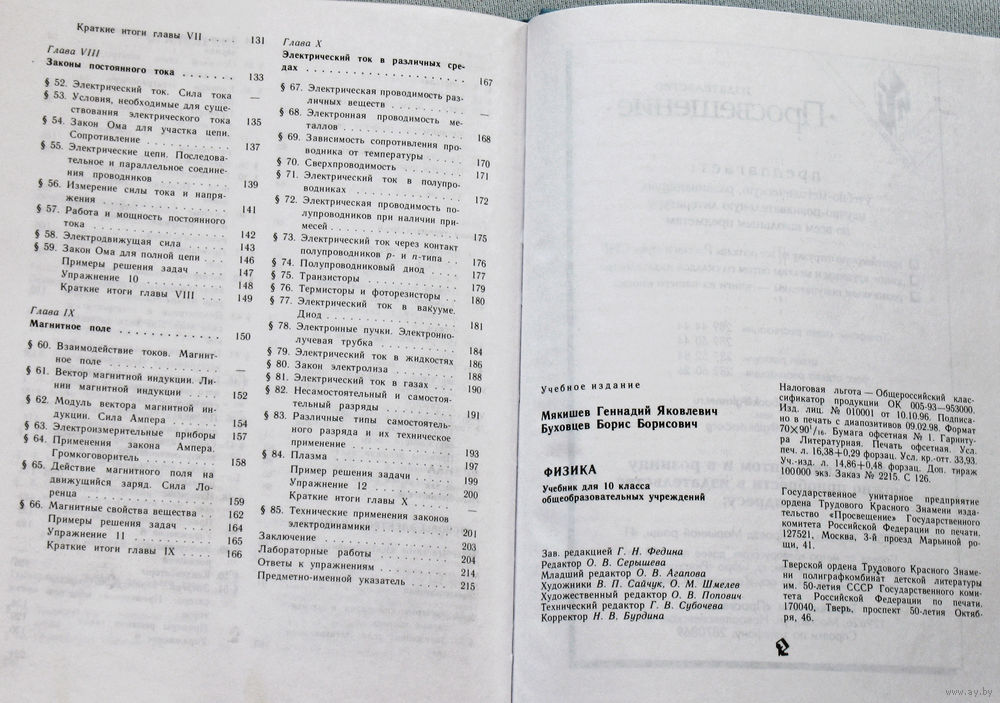 Краткие итоги главы VII . . . . 131
Глава VIII
Законы постоянного тока . . . . . . . 133
§ 52. Электрический ток. Сила тока —
§ 53. Условия, необходимые для суще-
ствования электрического тока 135
§ 54. Закон Ома для участка цепи.
Сопротивление . . . . . . . . . 137
§ 55. Электрические цепи. Последова-
тельное и параллельное соедине-
ния проводников . . . . . . . . 139
§ 56. Измерение силы тока и напря-
жения . . . . . . . . . . . . . 141
§ 57. Работа и мощность постоянного
тока . . . . . . . . . . . . . . 142
§ 58. Электродвижущая сила . . . . . 143
§ 59. Закон Ома для полной цепи . . . 146
Примеры решения задач . . . . 147
Упражнение 10 . . . . . . . . . 148
Краткие итоги главы VIII . . . 149
Глава IX
Магнитное поле . . . . . . . . . . . . 150
§ 60. Взаимодействие токов. Магнит-
ное поле . . . . . . . . . . . . —
§ 61. Вектор магнитной индукции. Ли-
нии магнитной индукции . . . . 152
§ 62. Модуль вектора магнитной ин-
дукции. Сила Ампера . . . . . . 154
§ 63. Электроизмерительные приборы 157
§ 64. Применения закона Ампера.
Громкоговоритель . . . . . . . 158
§ 65. Действие магнитного поля на
движущийся заряд. Сила Ло-
ренца . . . . . . . . . . . . . 159
§ 66. Магнитные свойства вещества . . 162
Примеры решения задач . . . . 164
Упражнение 11 . . . . . . . . . 165
Краткие итоги главы IX . . . . 166
Глава X
Электрический ток в различных сре-
дах . . . . . . . . . . . . . . . . . 167
§ 67. Электрическая проводимость раз-
личных веществ . . . . . . . . —
§ 68. Электронная проводимость ме-
таллов . . . . . . . . . . . . . 168
§ 69. Зависимость сопротивления про-
водника от температуры . . . . . 170
§ 70. Сверхпроводимость . . . . . . . 171
§ 71. Электрический ток в полупро-
водниках . . . . . . . . . . . . 172
§ 72. Электрическая проводимость по-
лупроводников при наличии при-
месей . . . . . . . . . . . . . 175
§ 73. Электрический ток через контакт
полупроводников p- и n-типа . . 176
§ 74. Полупроводниковый диод . . . . 177
§ 75. Транзисторы . . . . . . . . . . 179
§ 76. Термисторы и фоторезисторы . . 180
§ 77. Электрический ток в вакууме.
Диод . . . . . . . . . . . . . . 181
§ 78. Электронные пучки. Электронно-
лучевая трубка . . . . . . . . . 184
§ 79. Электрический ток в жидкостях 186
§ 80. Закон электролиза . . . . . . . 188
§ 81. Электрический ток в газах . . . 190
§ 82. Несамостоятельный и самостоя-
тельный разряды . . . . . . . . 191
§ 83. Различные типы самостоятель-
ного разряда и их техническое
применение . . . . . . . . . . 193
§ 84. Плазма . . . . . . . . . . . . . 197
Пример решения задачи . . . . 199
Упражнение 12 . . . . . . . . . 200
Краткие итоги главы X . . . . . —
§ 85. Технические применения законов
электродинамики . . . . . . . . 201
Заключение . . . . . . . . . . . . . . 203
Лабораторные работы . . . . . . . . . 204
Ответы к упражнениям . . . . . . . . 214
Предметно-именной указатель . . . . . 215
Учебное издание
Мякишев Геннадий Яковлевич
Буховцев Борис Борисович
ФИЗИКА
Учебник для 10 класса
общеобразовательных учреждений
Зав. редакцией Г. Н. Федина
Редактор О. В. Серышева
Младший редактор О. В. Агапова
Художники В. П. Сайчук, О. М. Шмелев
Художественный редактор О. В. Попович
Технический редактор Г. В. Субочева
Корректор Н. В. Бурдина
Налоговая льгота — Общероссийский клас-
сификатор продукции ОК 005-93—953000.
Изд. лиц. № 010001 от 10.10.96. Подписа-
но в печать с диапозитивов 09.02.98. Формат
70×90¹/₁₆. Бумага офсетная № 1. Гарниту-
ра Литературная. Печать офсетная. Усл.
печ. л. 16,38+0,29 форзац. Усл. кр.-отт. 33,93.
Уч.-изд. л. 14,86+0,48 форзац. Доп. тираж
100000 экз. Заказ № 2215. С 126.
Государственное унитарное предприятие
ордена Трудового Красного Знамени изда-
тельство «Просвещение» Государственного
комитета Российской Федерации по печати.
127521, Москва, 3-й проезд Марьиной ро-
щи, 41.
Тверской ордена Трудового Красного Знаме-
ни полиграфкомбинат детской литературы
им. 50-летия СССР Государственного коми-
тета Российской Федерации по печати.
170040, Тверь, проспект 50-летия Октяб-
ря, 46.
www.ay.by